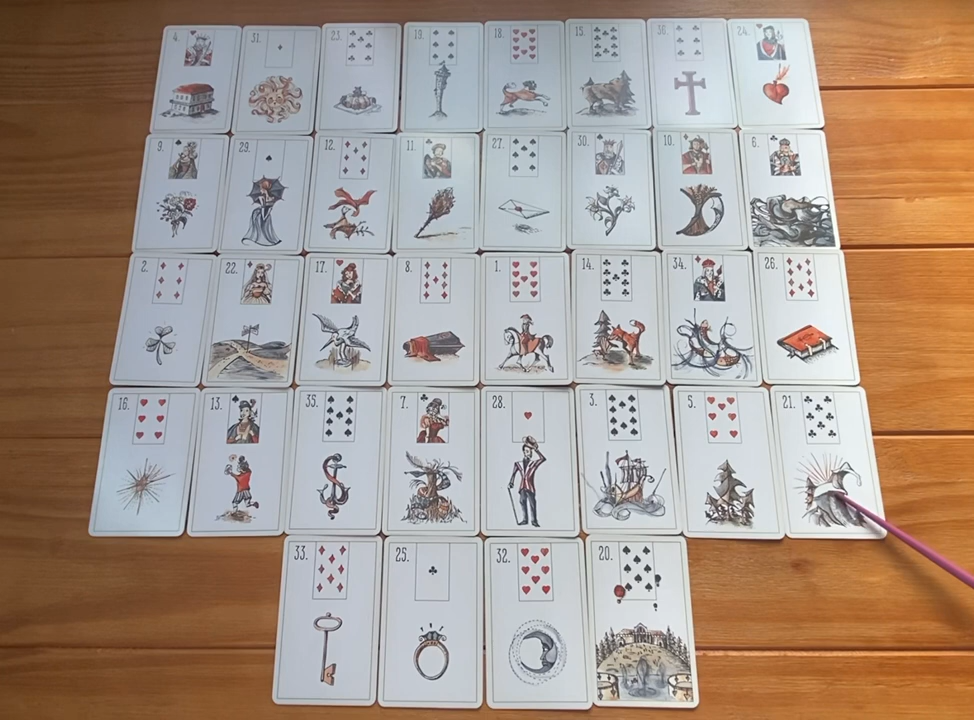 4. 31. 23. 19. 18. 15. 36. 24.
9. 29. 12. 11. 27. 30. 10. 6.
2. 22. 17. 8. 1. 14. 34. 26.
16. 13. 35. 7. 28. 3. 5. 21.
33. 25. 32. 20.